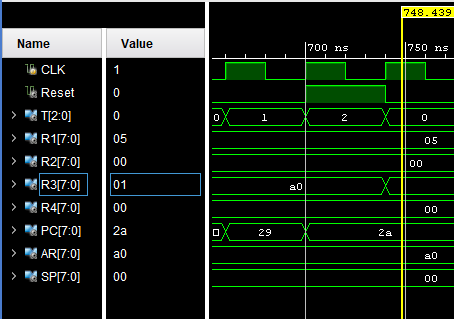 748.439
Name Value
700 ns 750 ns
CLK 1
Reset 0
T[2:0] 0 0 1 2 0
R1[7:0] 05 05
R2[7:0] 00 00
R3[7:0] 01 a0
R4[7:0] 00 00
PC[7:0] 2a 29 2a
AR[7:0] a0 a0
SP[7:0] 00 00